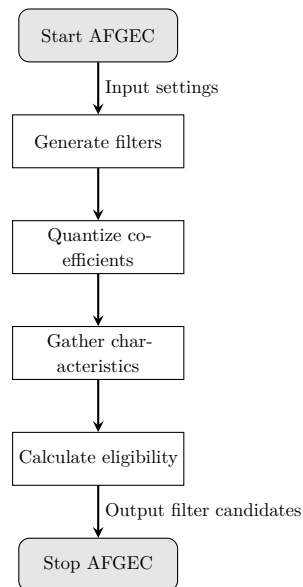 Start AFGEC
Input settings
Generate filters
Quantize co-
efficients
Gather char-
acteristics
Calculate eligibility
Output filter candidates
Stop AFGEC